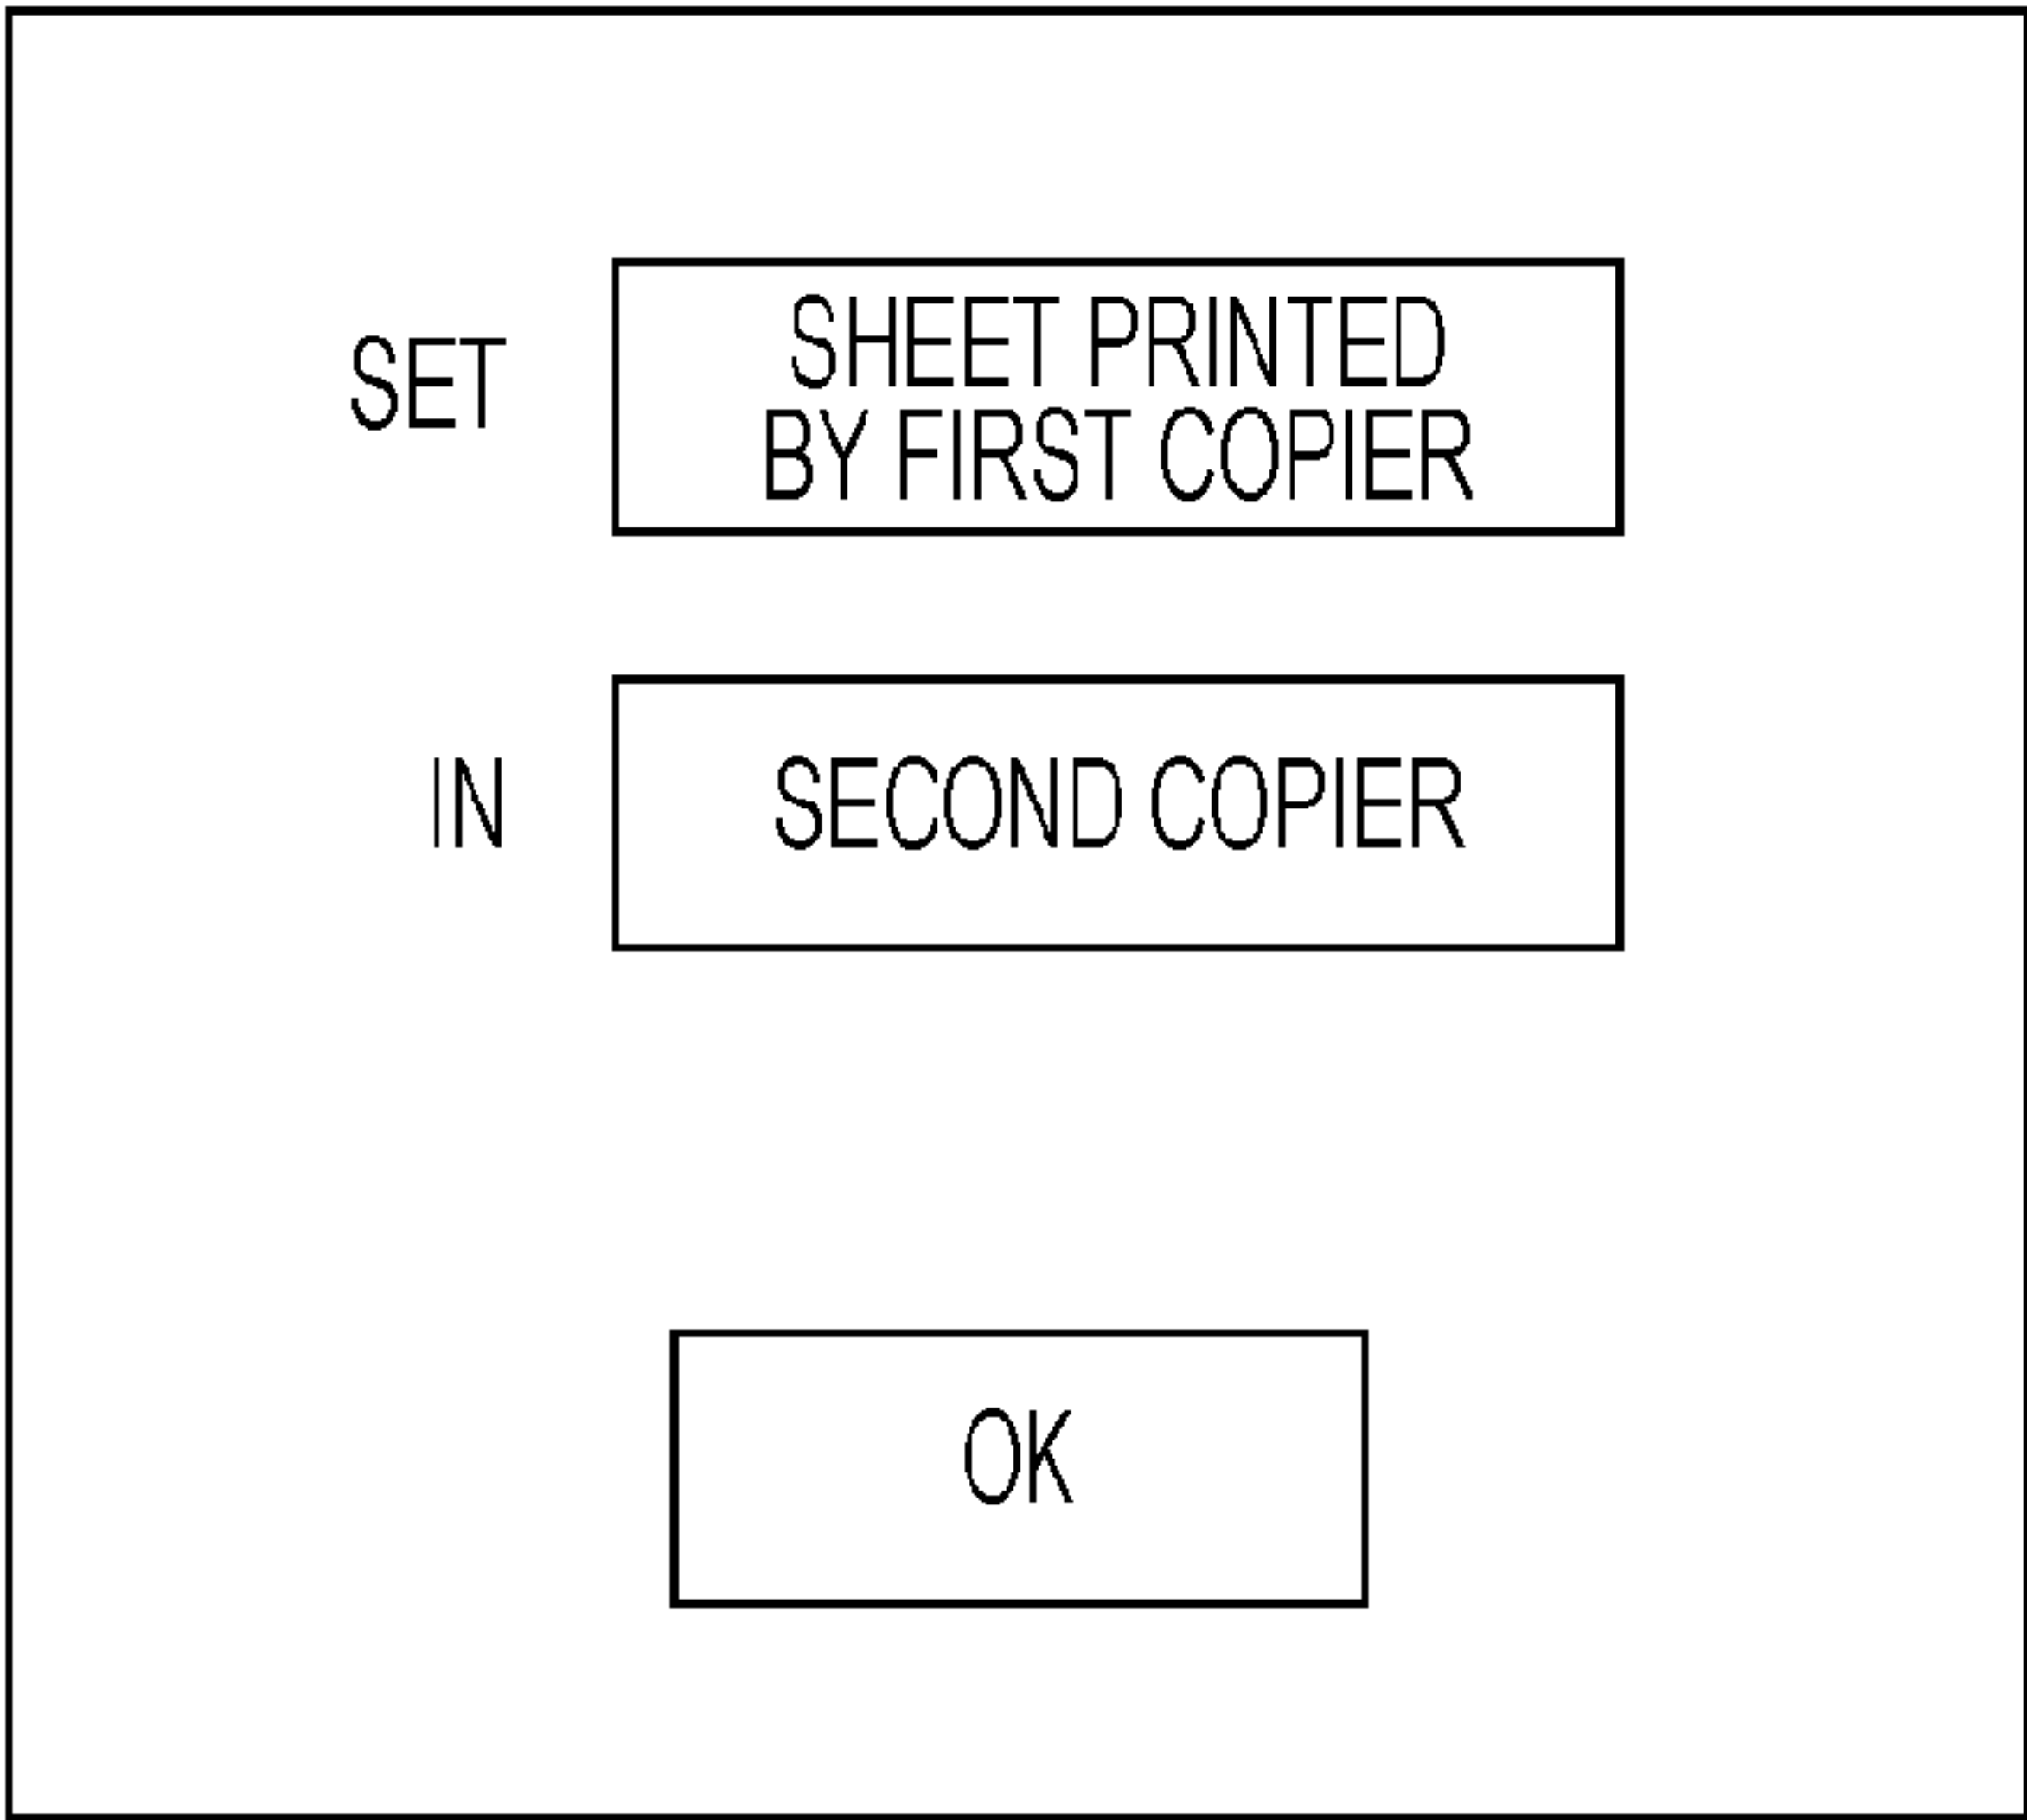 SET
SHEET PRINTED
BY FIRST COPIER
IN
SECOND COPIER
OK